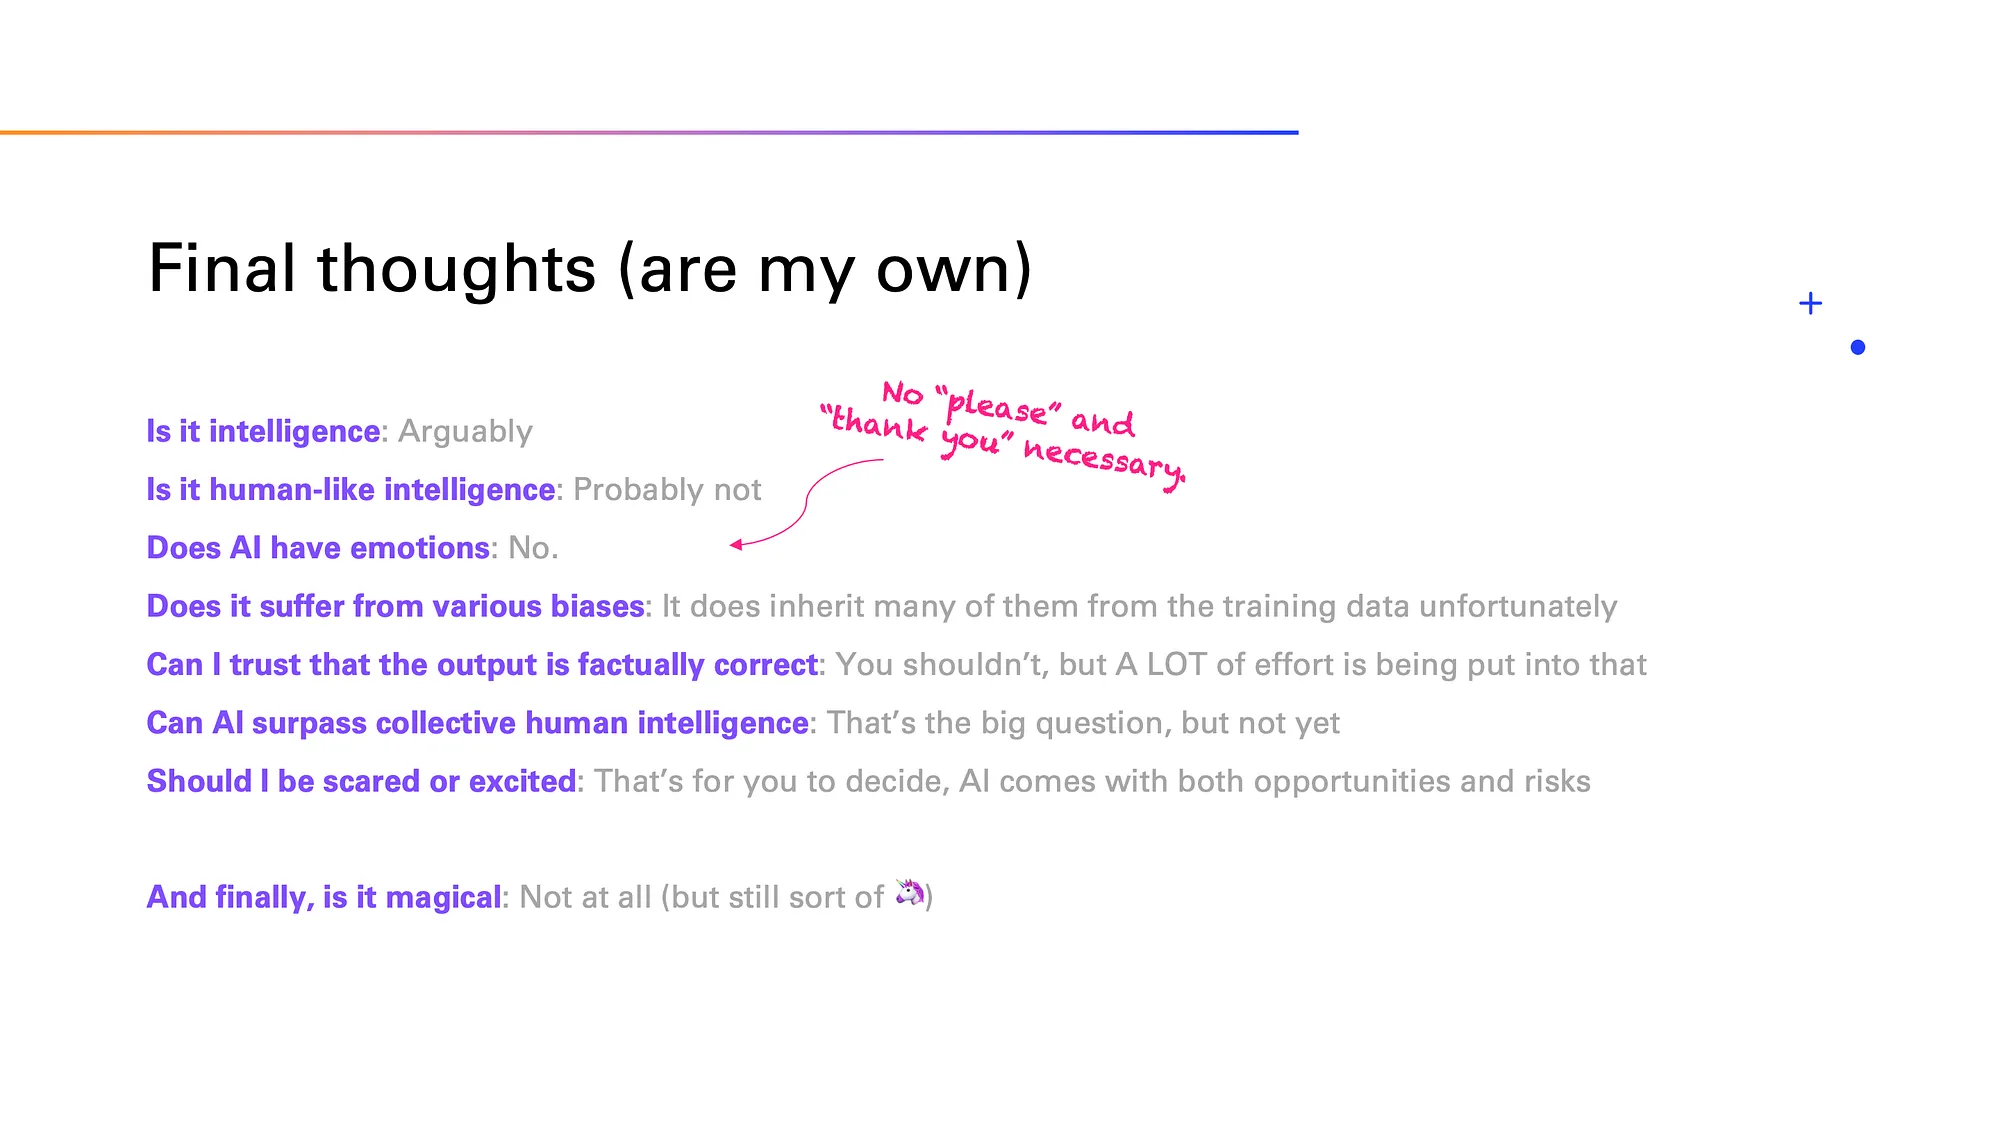 Final thoughts (are my own)
No “please” and
“thank you” necessary.
Is it intelligence: Arguably
Is it human-like intelligence: Probably not
Does AI have emotions: No.
Does it suffer from various biases: It does inherit many of them from the training data unfortunately
Can I trust that the output is factually correct: You shouldn’t, but A LOT of effort is being put into that
Can AI surpass collective human intelligence: That’s the big question, but not yet
Should I be scared or excited: That’s for you to decide, AI comes with both opportunities and risks
And finally, is it magical: Not at all (but still sort of 🦄)